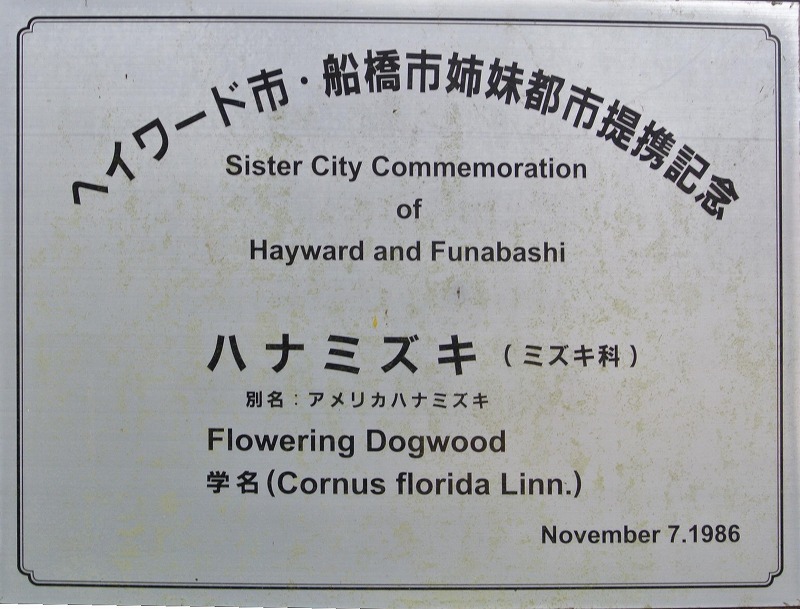 ヘイワード市・船橋市姉妹都市提携記念
Sister City Commemoration
of
Hayward and Funabashi
ハナミズキ (ミズキ科)
別名:アメリカハナミズキ
Flowering Dogwood
学名(Cornus florida Linn.)
November 7.1986